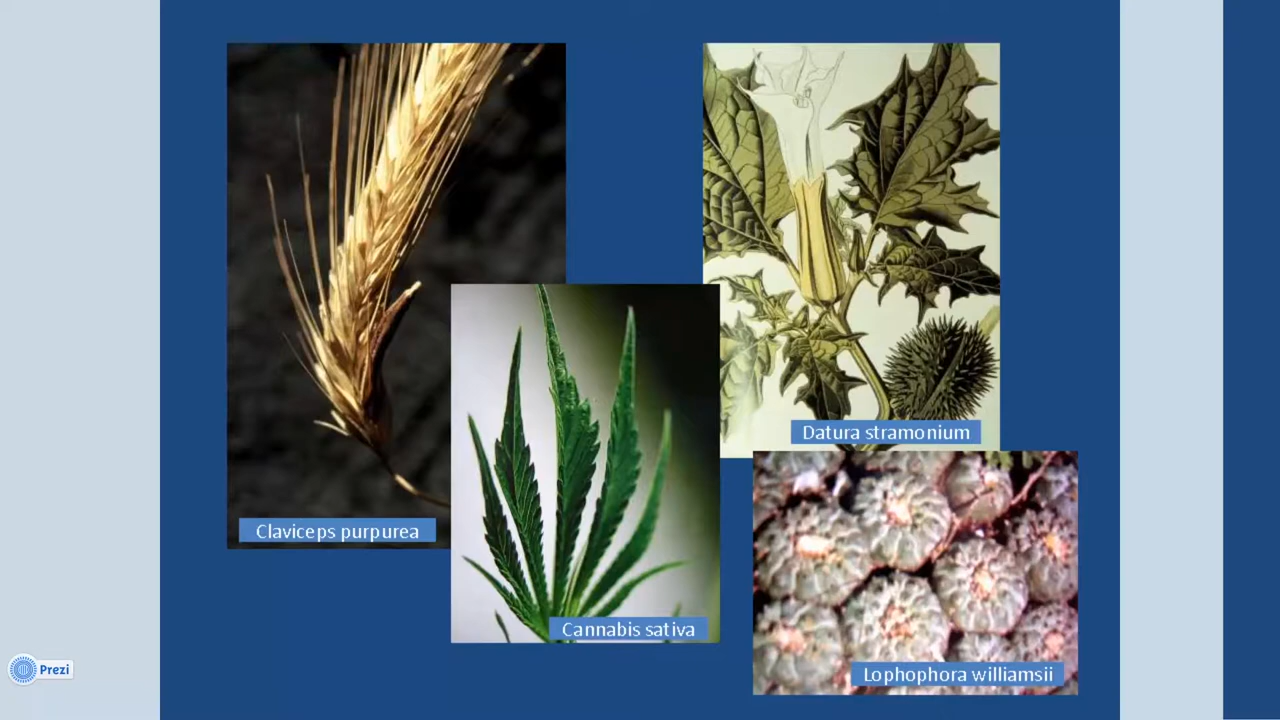 Claviceps purpurea
Datura stramonium
Cannabis sativa
Lophophora williamsii
Prezi